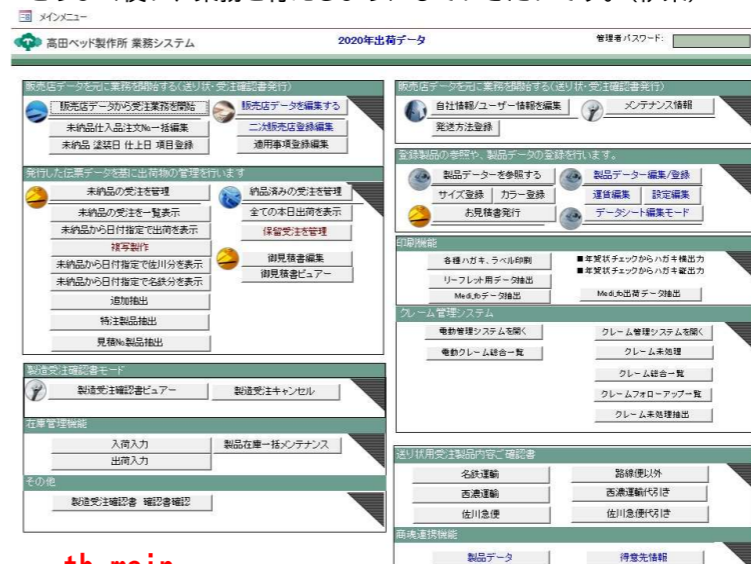 メインメニュー
高田ベッド製作所 業務システム
2020年出荷データ
管理者パスワード:
販売店データを元に業務を開始する(送り状・受注確認書発行)
販売店データから受注業務を開始
販売店データを編集する
未納品仕入品注文No一括編集
二次販売店登録編集
未納品 塗装日 仕上日 項目登録
適用事項登録編集
発行した伝票データを基に出荷物の管理を行います
未納品の受注を管理
納品済みの受注を管理
未納品の受注を一覧表示
全ての本日出荷を表示
未納品から日付指定で出荷を表示
保留受注を管理
複写製作
未納品から日付指定で佐川分を表示
御見積書編集
未納品から日付指定で名鉄分を表示
御見積書ビュアー
追加抽出
特注製品抽出
見積No製品抽出
製造受注確認書モード
製造受注確認書ビュアー
製造受注キャンセル
在庫管理機能
入荷入力
製品在庫一括メンテナンス
出荷入力
その他
製造受注確認書 確認書確認
販売店データを元に業務を開始する(送り状・受注確認書発行)
自社情報/ユーザー情報を編集
メンテナンス情報
発送方法登録
登録製品の参照や、製品データの登録を行います。
製品データーを参照する
製品データー編集/登録
サイズ登録
カラー登録
運賃編集
設定編集
お見積書発行
データシート編集モード
印刷機能
各種ハガキ、ラベル印刷
■年賀状チェックからハガキ横出力
■年賀状チェックからハガキ縦出力
リーフレット用データ抽出
Medi_fbデータ抽出
Medi_fb出荷データ抽出
クレーム管理システム
電動管理システムを開く
クレーム管理システムを開く
電動クレーム総合一覧
クレーム未処理
クレーム総合一覧
クレームフォローアップ一覧
クレーム未処理抽出
送り状用受注製品内容ご確認書
名鉄運輸
路線便以外
西濃運輸
西濃運輸代引き
佐川急便
佐川急便代引き
商魂連携機能
製品データ
得意先情報